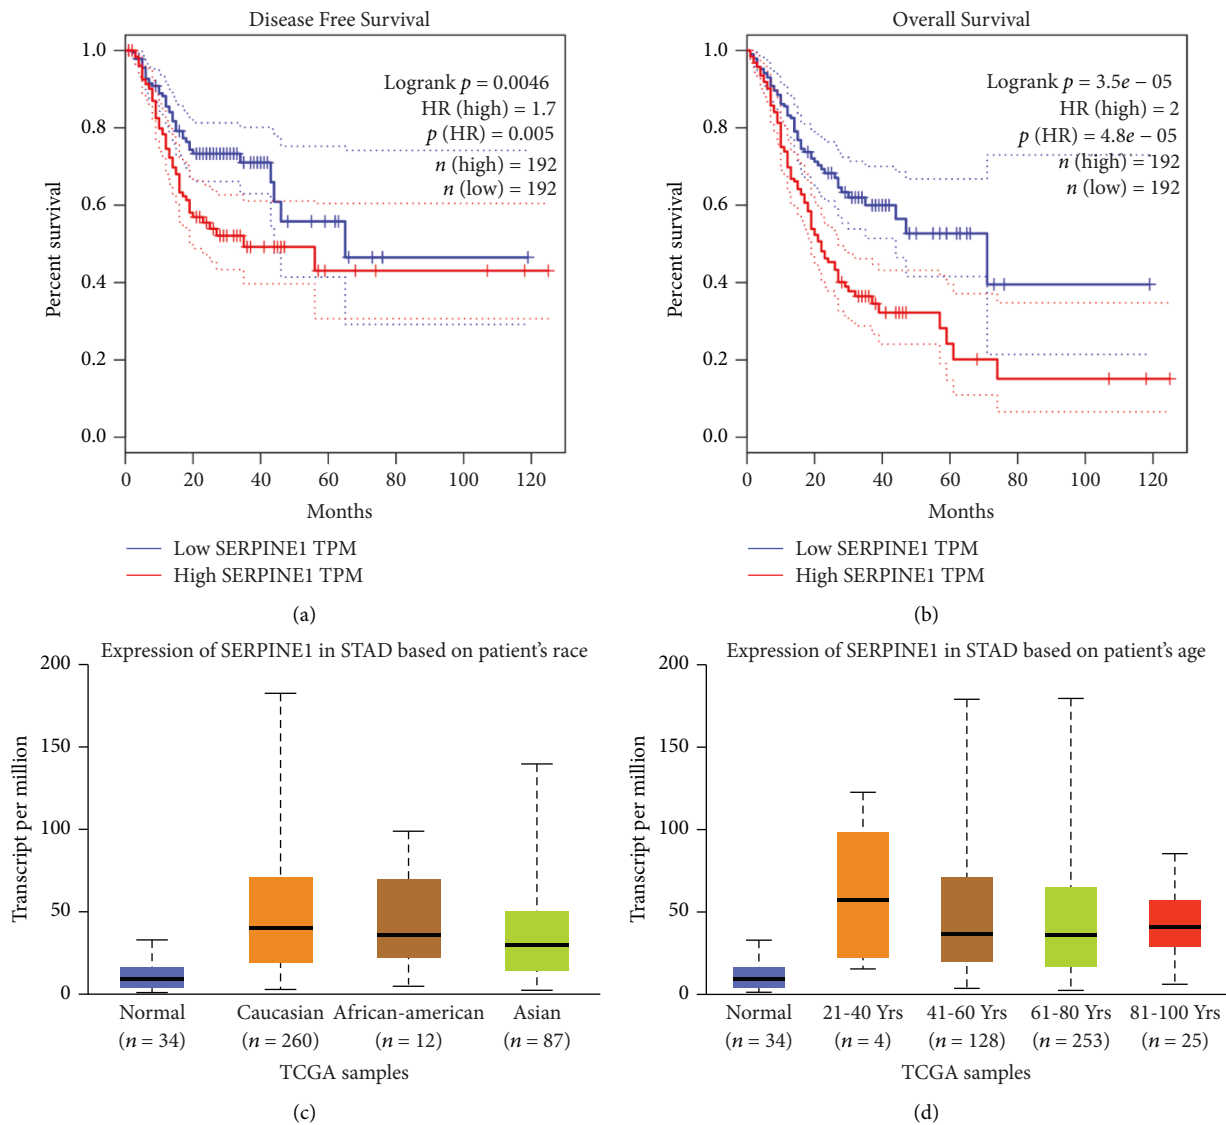 Disease Free Survival
1.0
0.8
0.6
0.4
0.2
0.0
Percent survival
Logrank p = 0.0046
HR (high) = 1.7
p (HR) = 0.005
n (high) = 192
n (low) = 192
0 20 40 60 80 100 120
Months
Low SERPINE1 TPM
High SERPINE1 TPM
(a)
Overall Survival
1.0
0.8
0.6
0.4
0.2
0.0
Percent survival
Logrank p = 3.5e − 05
HR (high) = 2
p (HR) = 4.8e − 05
n (high) = 192
n (low) = 192
0 20 40 60 80 100 120
Months
Low SERPINE1 TPM
High SERPINE1 TPM
(b)
Expression of SERPINE1 in STAD based on patient's race
200
150
100
50
0
Transcript per million
Normal Caucasian African-american Asian
(n = 34) (n = 260) (n = 12) (n = 87)
TCGA samples
(c)
Expression of SERPINE1 in STAD based on patient's age
200
150
100
50
0
Transcript per million
Normal 21-40 Yrs 41-60 Yrs 61-80 Yrs 81-100 Yrs
(n = 34) (n = 4) (n = 128) (n = 253) (n = 25)
TCGA samples
(d)